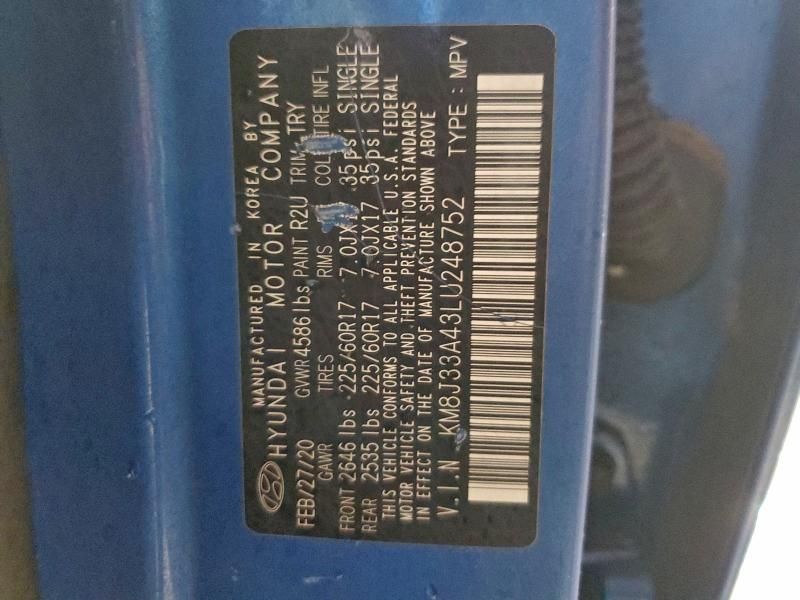 MANUFACTURED IN KOREA BY
HYUNDAI MOTOR COMPANY
FEB/27/20 GVWR 4586 lbs PAINT R2U TRIM TRY
GAWR TIRES RIMS COLD TIRE INFL
FRONT 2646 lbs 225/60R17 7.0JX17 35psi SINGLE
REAR 2535 lbs 225/60R17 7.0JX17 35psi SINGLE
THIS VEHICLE CONFORMS TO ALL APPLICABLE U.S.A. FEDERAL
MOTOR VEHICLE SAFETY AND THEFT PREVENTION STANDARDS
IN EFFECT ON THE DATE OF MANUFACTURE SHOWN ABOVE
V.I.N KM8J33A43LU248752 TYPE : MPV